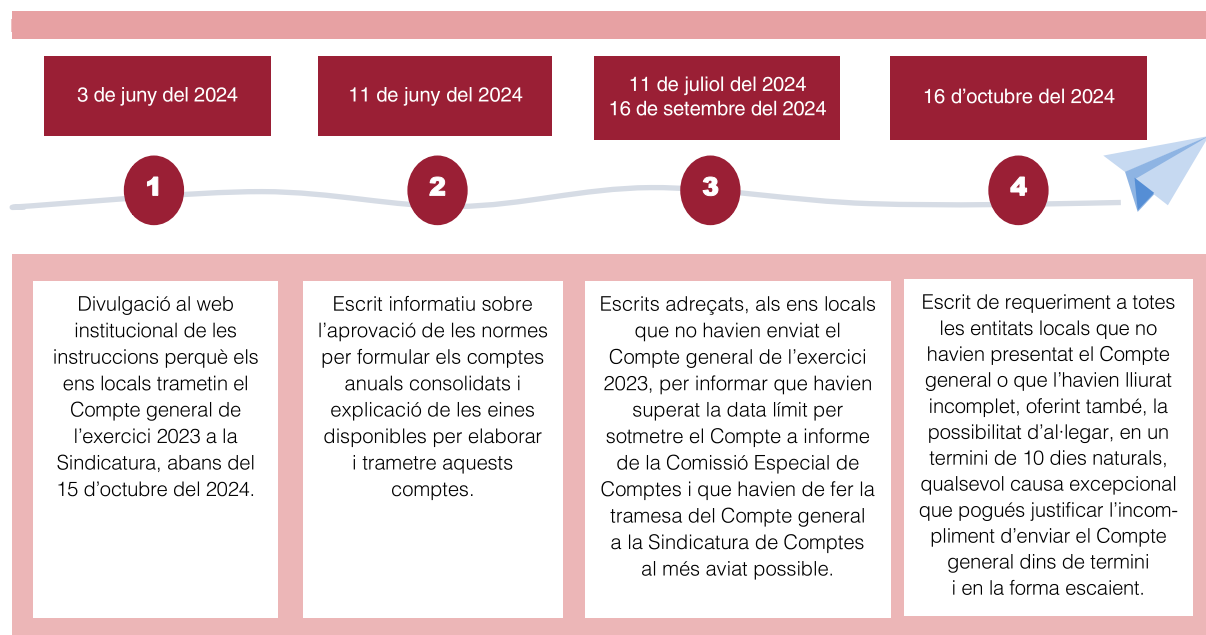 3 de juny del 2024
11 de juny del 2024
11 de juliol del 2024
16 de setembre del 2024
16 d’octubre del 2024
1
2
3
4
Divulgació al web
institucional de les
instruccions perquè els
ens locals trametin el
Compte general de
l’exercici 2023 a la
Sindicatura, abans del
15 d’octubre del 2024.
Escrit informatiu sobre
l’aprovació de les normes
per formular els comptes
anuals consolidats i
explicació de les eines
disponibles per elaborar
i trametre aquests
comptes.
Escrits adreçats, als ens locals
que no havien enviat el
Compte general de l’exercici
2023, per informar que havien
superat la data límit per
sotmetre el Compte a informe
de la Comissió Especial de
Comptes i que havien de fer la
tramesa del Compte general
a la Sindicatura de Comptes
al més aviat possible.
Escrit de requeriment a totes
les entitats locals que no
havien presentat el Compte
general o que l’havien lliurat
incomplet, oferint també, la
possibilitat d’al·legar, en un
termini de 10 dies naturals,
qualsevol causa excepcional
que pogués justificar l’incom-
pliment d’enviar el Compte
general dins de termini
i en la forma escaient.